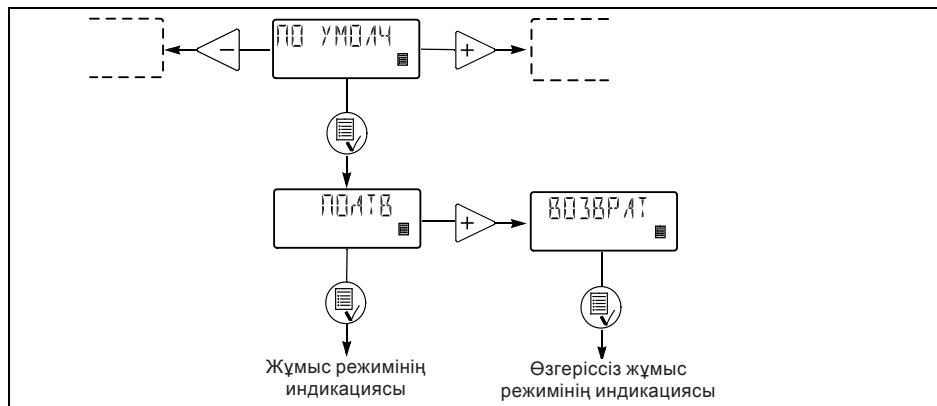 ПО УМОЛЧ
−
+
ПОДТВ
+
ВОЗВРАТ
Жұмыс режимінің
индикациясы
Өзгеріссіз жұмыс
режимінің индикациясы